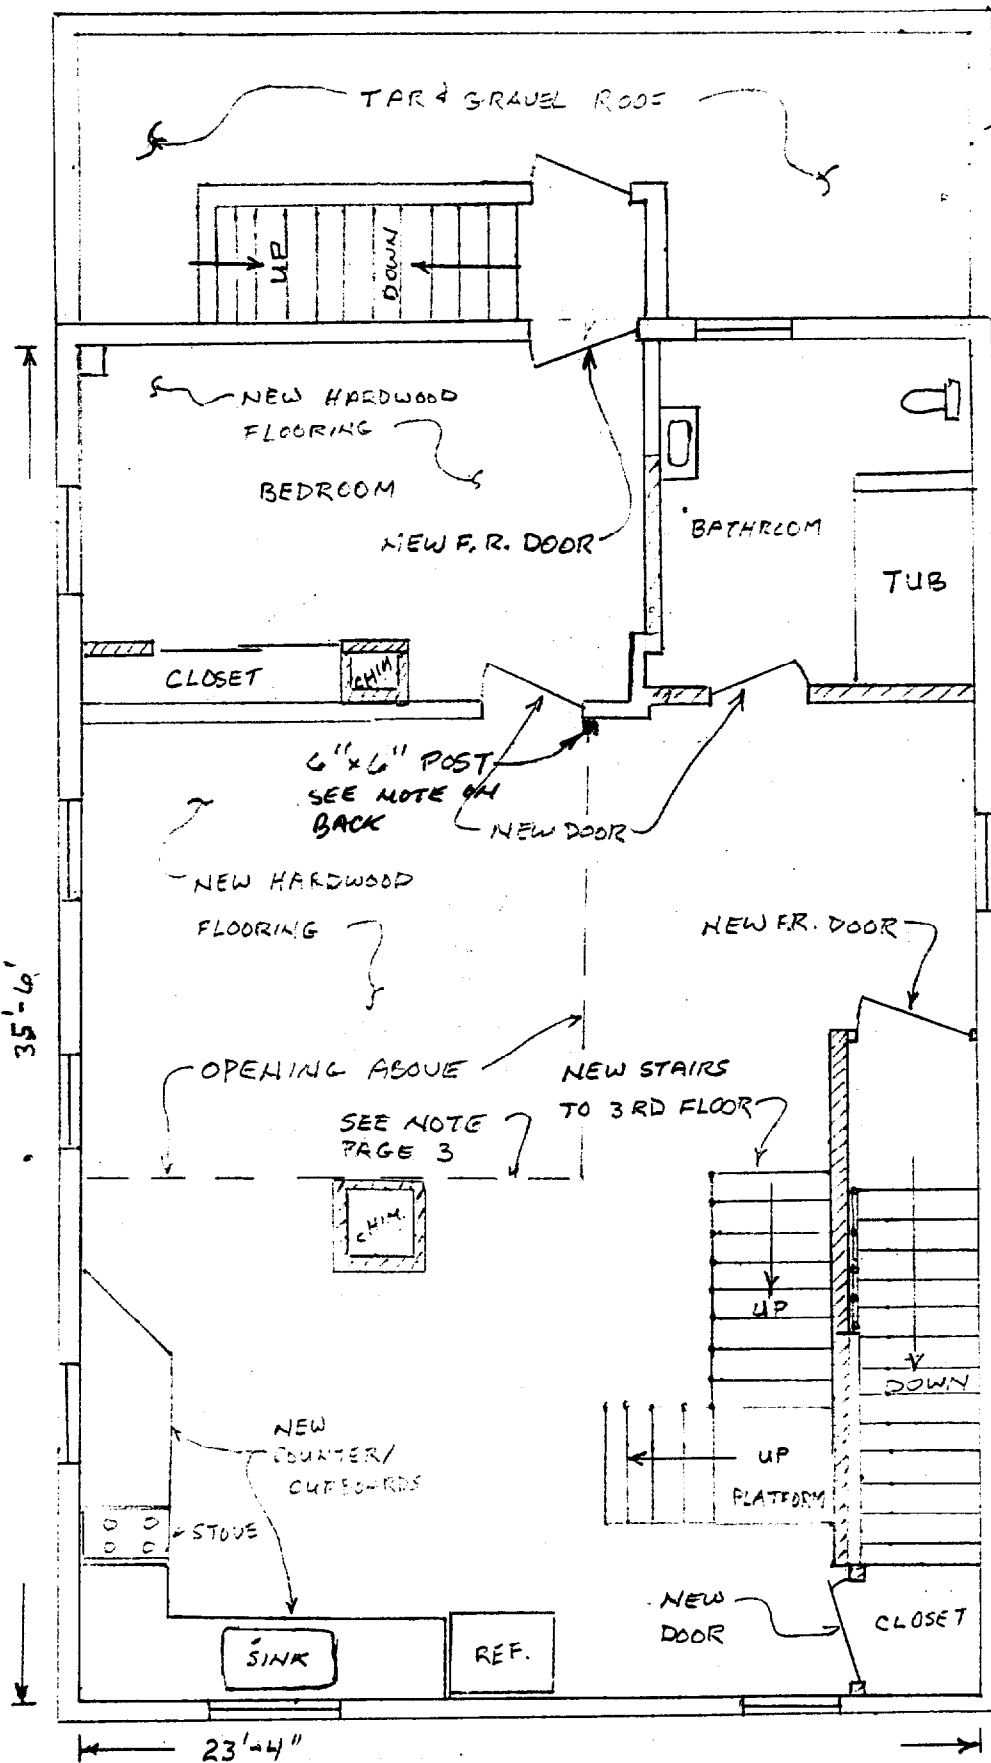 TAR & GRAVEL ROOF
UP
DOWN
NEW HARDWOOD
FLOORING
BEDROOM
NEW F.R. DOOR
BATHROOM
TUB
CLOSET
CHIM
6"x6" POST
SEE NOTE ON
BACK
NEW DOOR
NEW HARDWOOD
FLOORING
NEW F.R. DOOR
35'-6'
OPENING ABOVE
NEW STAIRS
TO 3RD FLOOR
SEE NOTE
PAGE 3
CHIM.
UP
DOWN
NEW
COUNTER/
CUPBOARDS
UP
PLATFORM
STOVE
NEW
DOOR
CLOSET
SINK
REF.
23'-4"